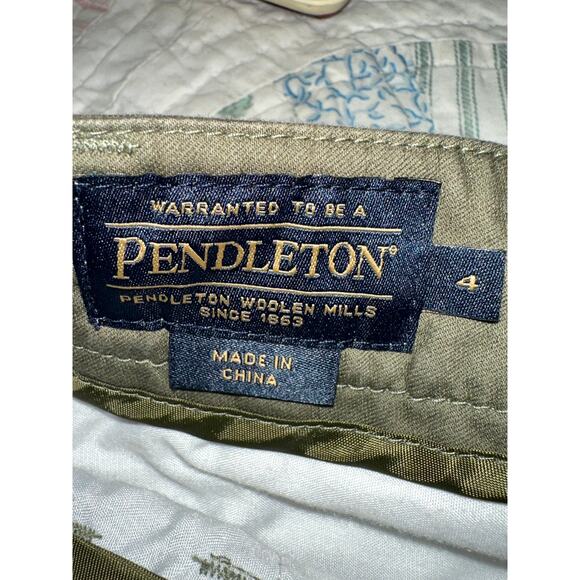 WARRANTED TO BE A
PENDLETON®
4
PENDLETON WOOLEN MILLS
SINCE 1863
MADE IN
CHINA